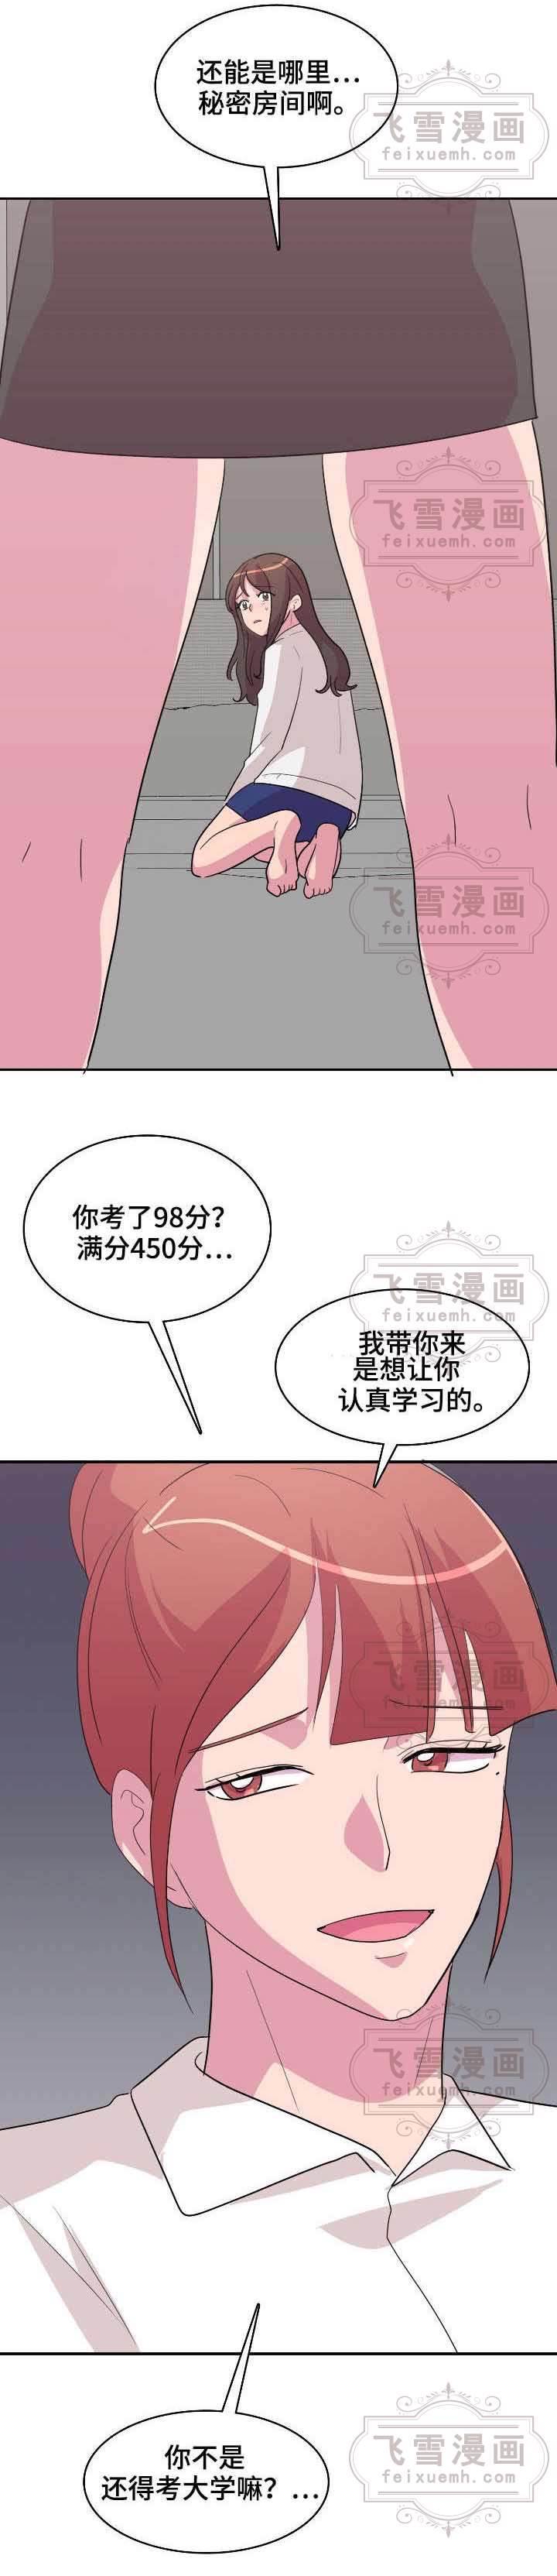 还能是哪里...
秘密房间啊。
飞雪漫画
feixuemh.com
飞雪漫画
feixuemh.com
飞雪漫画
feixuemh.com
你考了98分?
满分450分...
飞雪漫画
feixuemh.com
我带你来
是想让你
认真学习的。
飞雪漫画
feixuemh.com
飞雪漫画
feixuemh.com
你不是
还得考大学嘛? ...
飞雪漫画
feixuemh.com